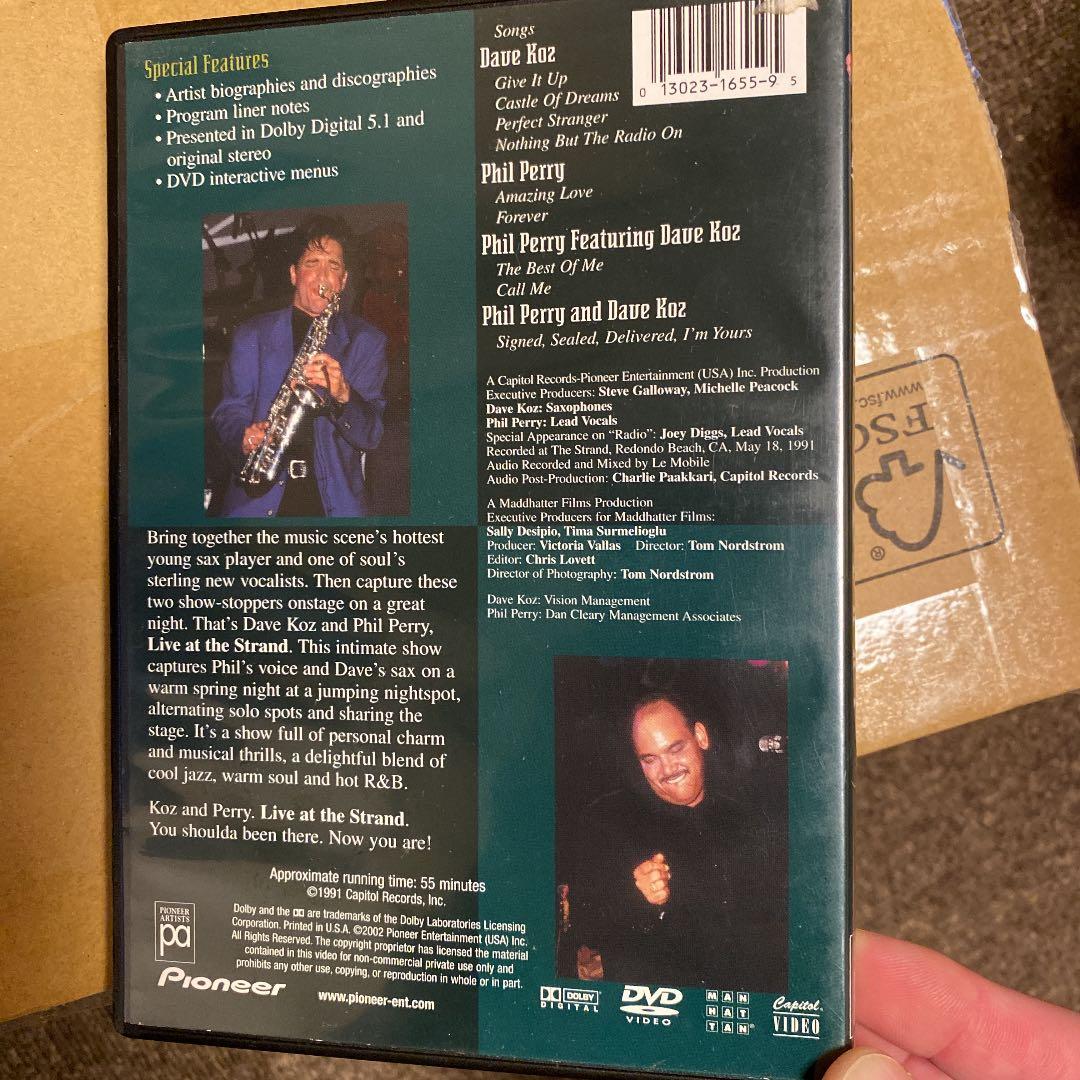 Special Features
• Artist biographies and discographies
• Program liner notes
• Presented in Dolby Digital 5.1 and
original stereo
• DVD interactive menus
Bring together the music scene's hottest
young sax player and one of soul's
sterling new vocalists. Then capture these
two show-stoppers onstage on a great
night. That's Dave Koz and Phil Perry,
Live at the Strand. This intimate show
captures Phil's voice and Dave's sax on a
warm spring night at a jumping nightspot,
alternating solo spots and sharing the
stage. It's a show full of personal charm
and musical thrills, a delightful blend of
cool jazz, warm soul and hot R&B.
Koz and Perry. Live at the Strand.
You shoulda been there. Now you are!
Songs
Dave Koz
Give It Up
Castle Of Dreams
Perfect Stranger
Nothing But The Radio On
Phil Perry
Amazing Love
Forever
Phil Perry Featuring Dave Koz
The Best Of Me
Call Me
Phil Perry and Dave Koz
Signed, Sealed, Delivered, I'm Yours
0 13023-1655-9 5
A Capitol Records-Pioneer Entertainment (USA) Inc. Production
Executive Producers: Steve Galloway, Michelle Peacock
Dave Koz: Saxophones
Phil Perry: Lead Vocals
Special Appearance on "Radio": Joey Diggs, Lead Vocals
Recorded at The Strand, Redondo Beach, CA, May 18, 1991
Audio Recorded and Mixed by Le Mobile
Audio Post-Production: Charlie Paakkari, Capitol Records
A Maddhatter Films Production
Executive Producers for Maddhatter Films:
Sally Desipio, Tima Surmelioglu
Producer: Victoria Vallas Director: Tom Nordstrom
Editor: Chris Lovett
Director of Photography: Tom Nordstrom
Dave Koz: Vision Management
Phil Perry: Dan Cleary Management Associates
Approximate running time: 55 minutes
©1991 Capitol Records, Inc.
Dolby and the DD are trademarks of the Dolby Laboratories Licensing
Corporation. Printed in U.S.A. ©2002 Pioneer Entertainment (USA) Inc.
All Rights Reserved. The copyright proprietor has licensed the material
contained in this video for non-commercial private use only and
prohibits any other use, copying, or reproduction in whole or in part.
PIONEER
ARTISTS
pa
Pioneer
www.pioneer-ent.com
DOLBY
DIGITAL
DVD
VIDEO
MAN
HAT
TAN®
Capitol
VIDEO
www.fsc.
FSC
®